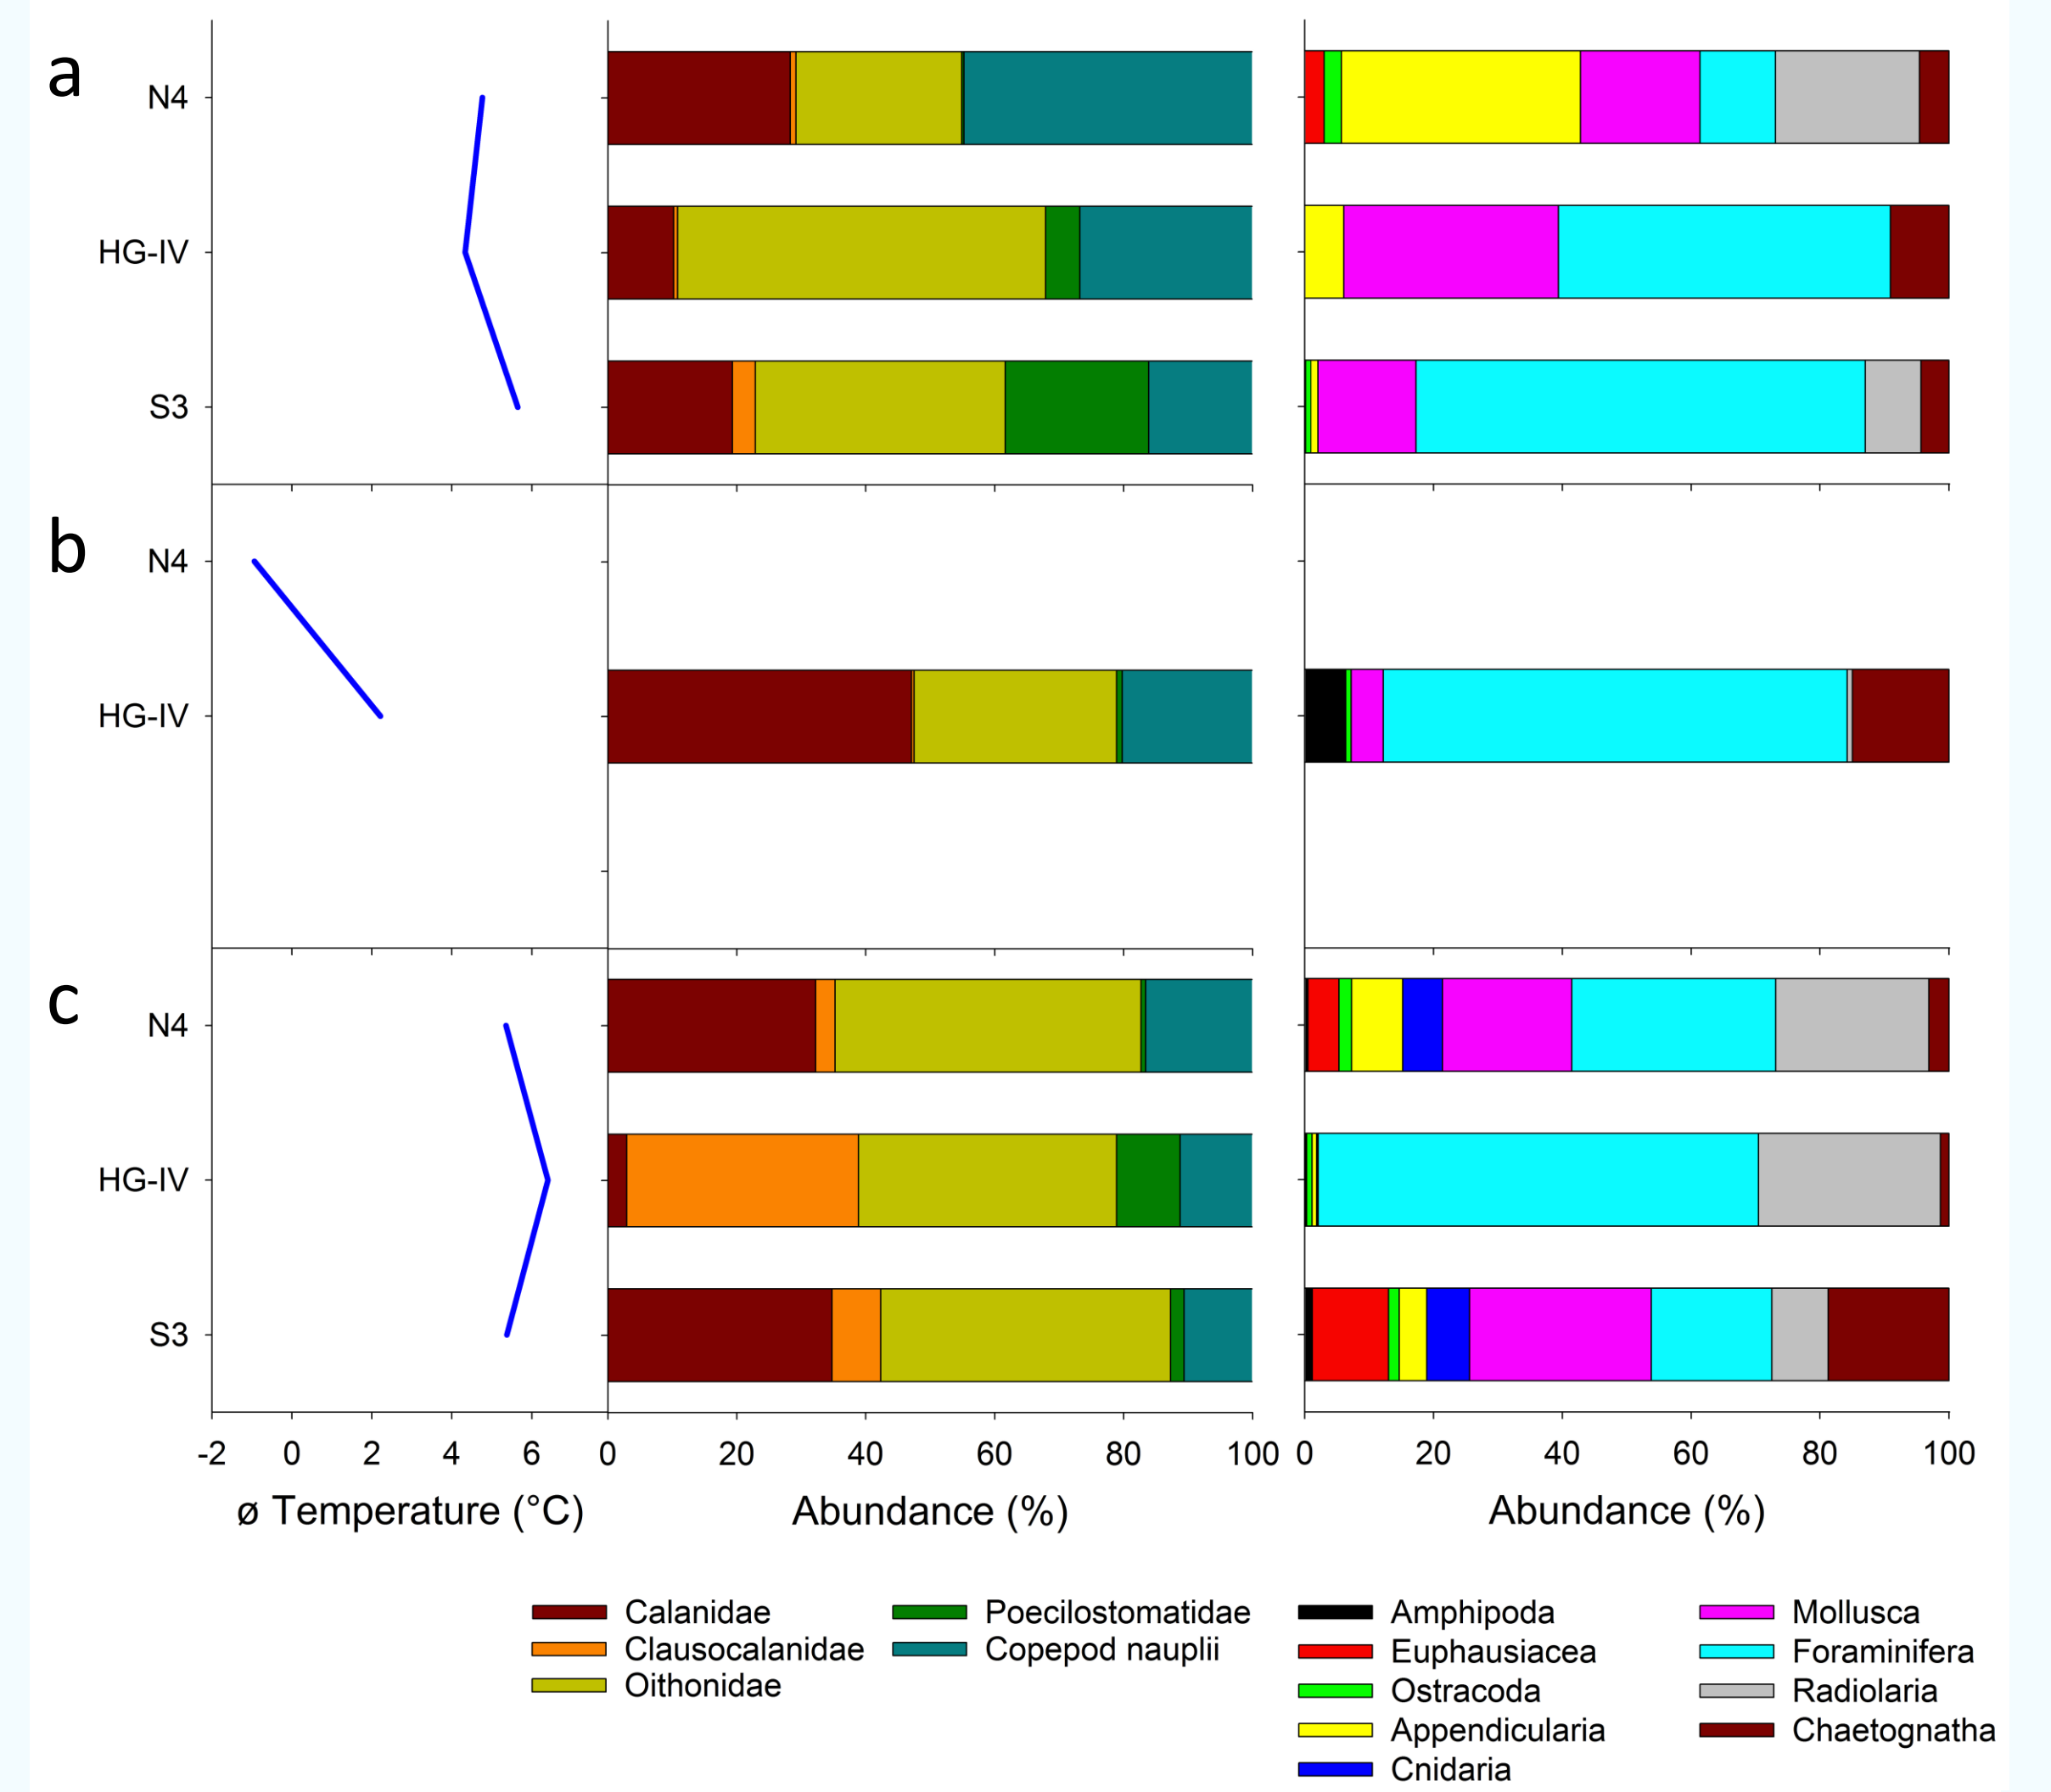 a
N4
HG-IV
S3
b
N4
HG-IV
c
N4
HG-IV
S3
-2 0 2 4 6 0 20 40 60 80 100 0 20 40 60 80 100
ø Temperature (°C) Abundance (%) Abundance (%)
Calanidae Poecilostomatidae Amphipoda Mollusca
Clausocalanidae Copepod nauplii Euphausiacea Foraminifera
Oithonidae Ostracoda Radiolaria
Appendicularia Chaetognatha
Cnidaria